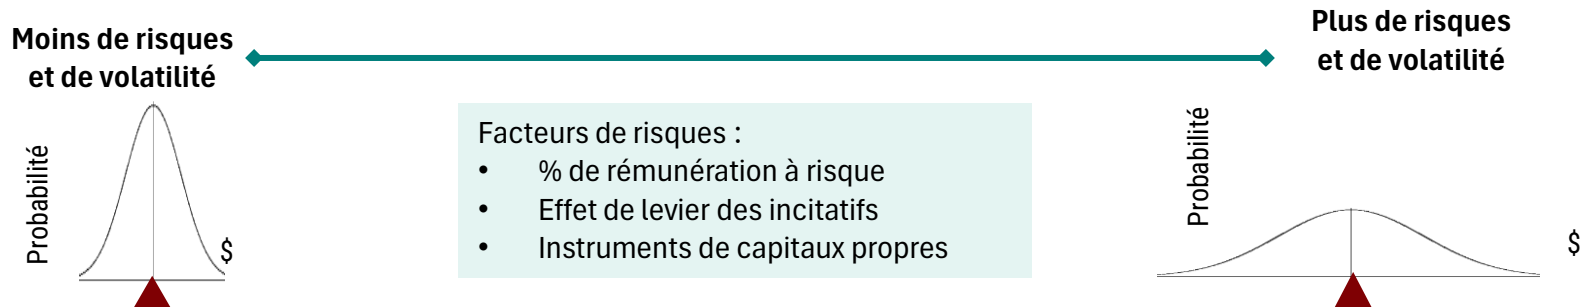 Moins de risques
et de volatilité
Plus de risques
et de volatilité
Probabilité
$
Facteurs de risques :
• % de rémunération à risque
• Effet de levier des incitatifs
• Instruments de capitaux propres
Probabilité
$